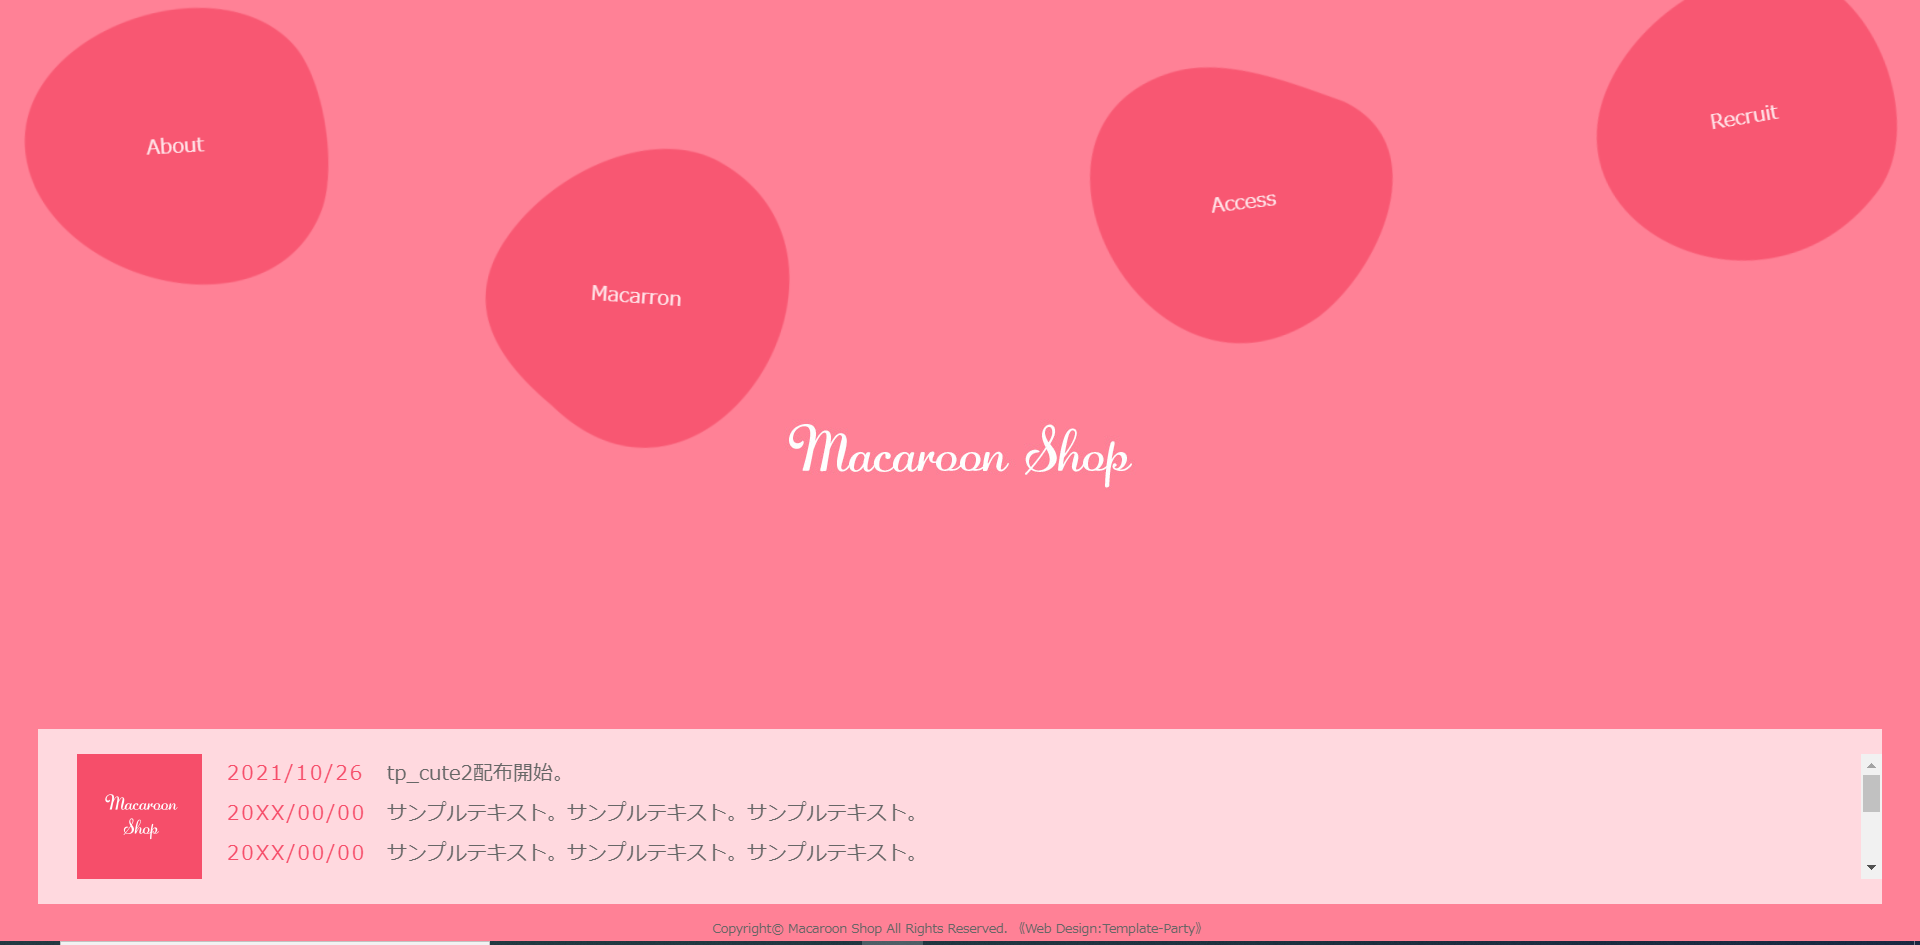 About
Macarron
Access
Recruit
Macaroon Shop
Macaroon
Shop
2021/10/26 tp_cute2配布開始。
20XX/00/00 サンプルテキスト。サンプルテキスト。サンプルテキスト。
20XX/00/00 サンプルテキスト。サンプルテキスト。サンプルテキスト。
Copyright© Macaroon Shop All Rights Reserved. 《Web Design:Template-Party》